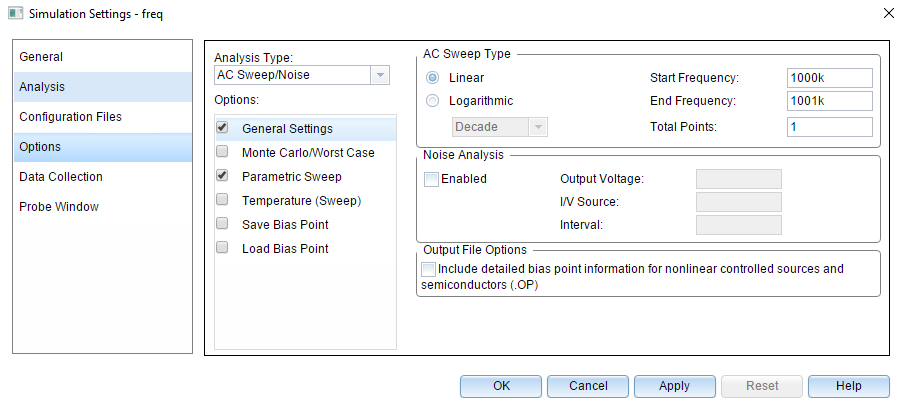 Simulation Settings - freq
General
Analysis
Configuration Files
Options
Data Collection
Probe Window
Analysis Type:
AC Sweep/Noise
Options:
General Settings
Monte Carlo/Worst Case
Parametric Sweep
Temperature (Sweep)
Save Bias Point
Load Bias Point
AC Sweep Type
Linear
Logarithmic
Decade
Start Frequency: 1000k
End Frequency: 1001k
Total Points: 1
Noise Analysis
Enabled
Output Voltage:
I/V Source:
Interval:
Output File Options
Include detailed bias point information for nonlinear controlled sources and
semiconductors (.OP)
OK Cancel Apply Reset Help